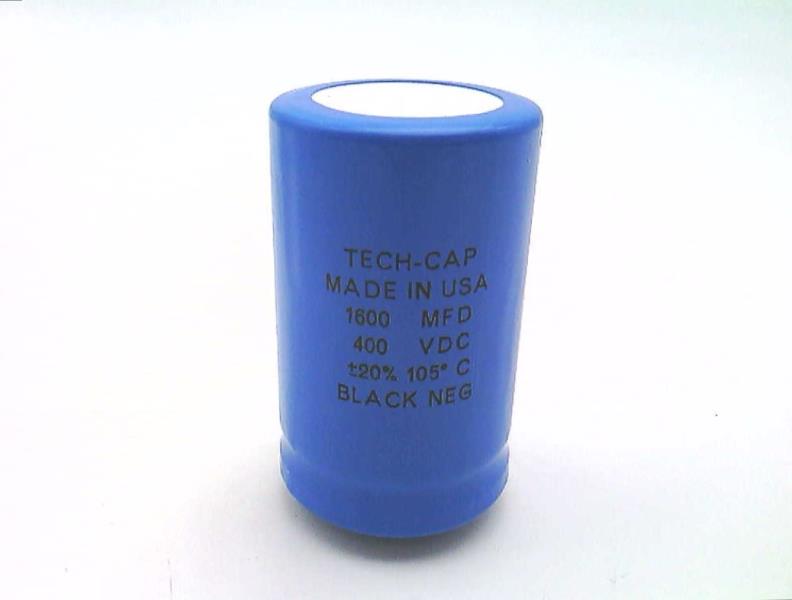 TECH-CAP
MADE IN USA
1600 MFD
400 VDC
±20% 105° C
BLACK NEG